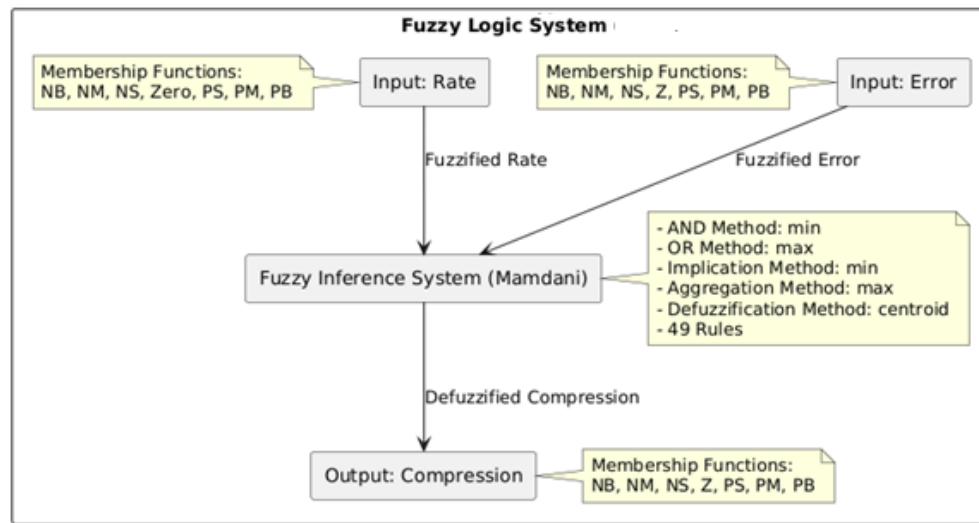 Fuzzy Logic System
Membership Functions:
NB, NM, NS, Zero, PS, PM, PB
Input: Rate
Membership Functions:
NB, NM, NS, Z, PS, PM, PB
Input: Error
Fuzzified Rate
Fuzzified Error
Fuzzy Inference System (Mamdani)
- AND Method: min
- OR Method: max
- Implication Method: min
- Aggregation Method: max
- Defuzzification Method: centroid
- 49 Rules
Defuzzified Compression
Output: Compression
Membership Functions:
NB, NM, NS, Z, PS, PM, PB